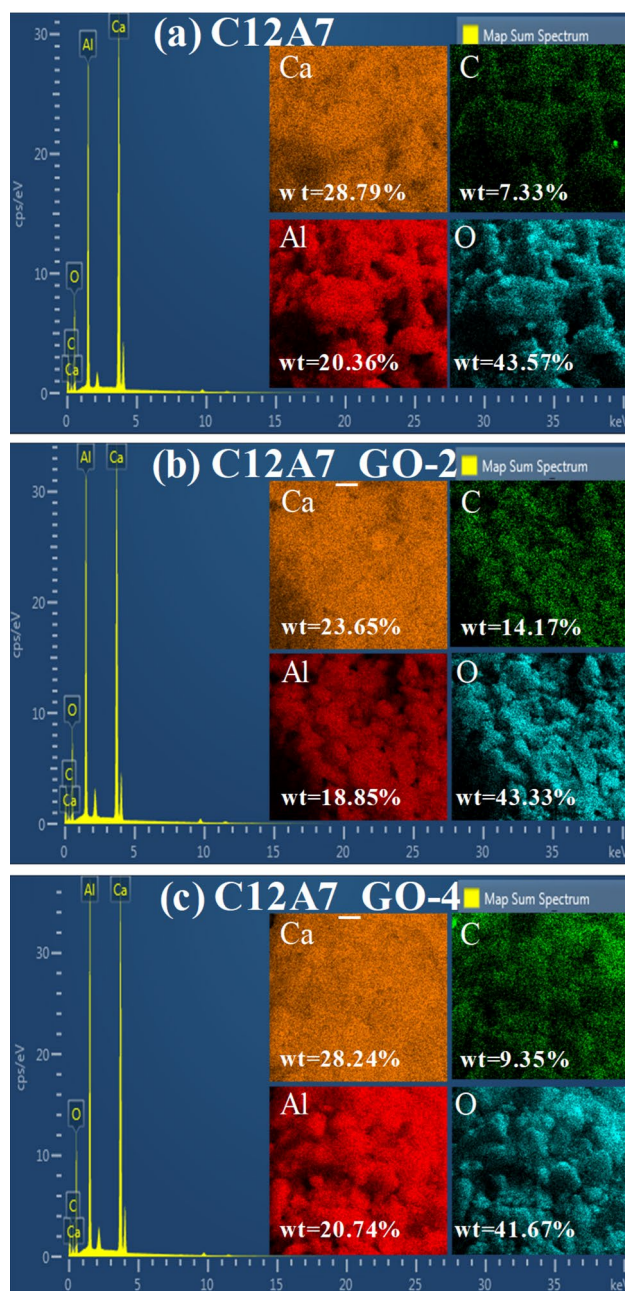 (a) C12A7
Map Sum Spectrum
cps/eV
30
20
10
0
Al
Ca
O
C
Ca
Ca
wt=28.79%
C
wt=7.33%
Al
wt=20.36%
O
wt=43.57%
0 5 10 15 20 25 30 35 keV
(b) C12A7_GO-2
Map Sum Spectrum
cps/eV
30
20
10
0
Al
Ca
O
C
Ca
Ca
wt=23.65%
C
wt=14.17%
Al
wt=18.85%
O
wt=43.33%
0 5 10 15 20 25 30 35 keV
(c) C12A7_GO-4
Map Sum Spectrum
cps/eV
30
20
10
0
Al
Ca
O
C
Ca
Ca
wt=28.24%
C
wt=9.35%
Al
wt=20.74%
O
wt=41.67%
0 5 10 15 20 25 30 35 keV